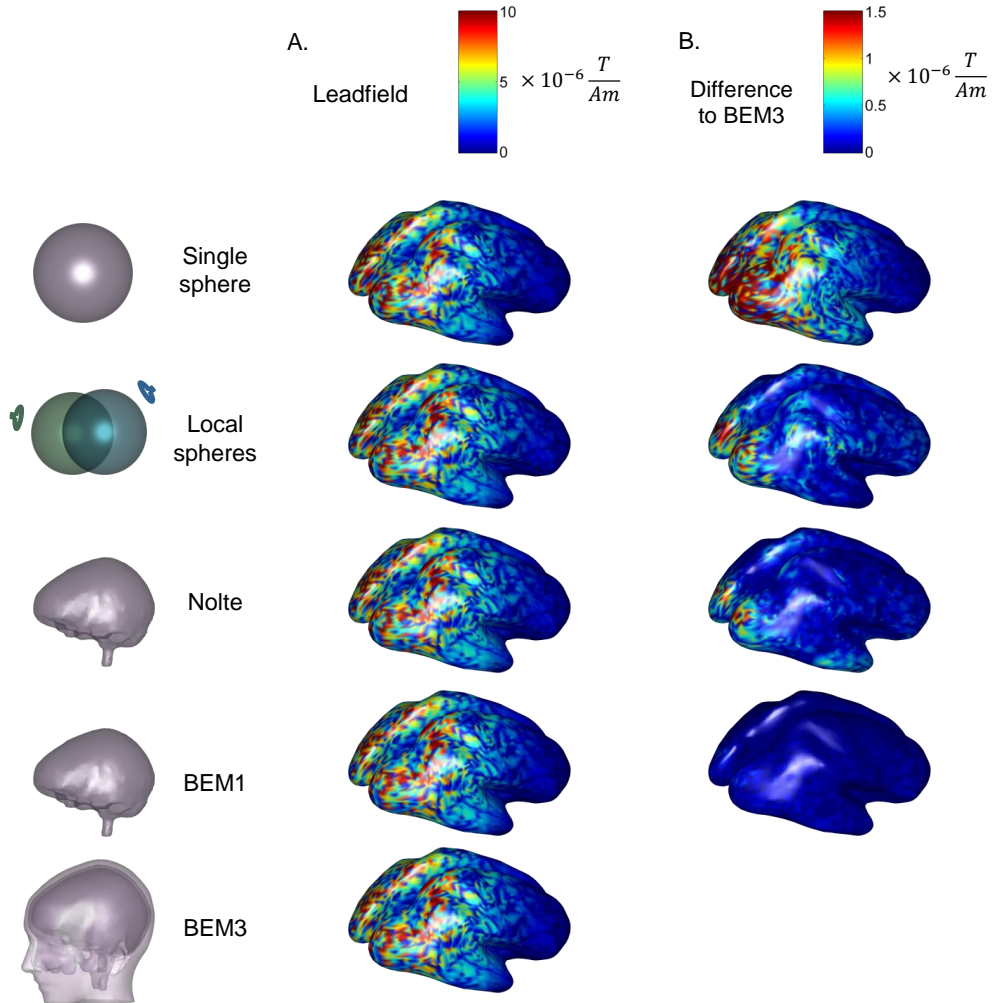 A.
Leadfield
10
5
0
× 10⁻⁶ T/Am
B.
Difference
to BEM3
1.5
1
0.5
0
× 10⁻⁶ T/Am
Single
sphere
Local
spheres
Nolte
BEM1
BEM3